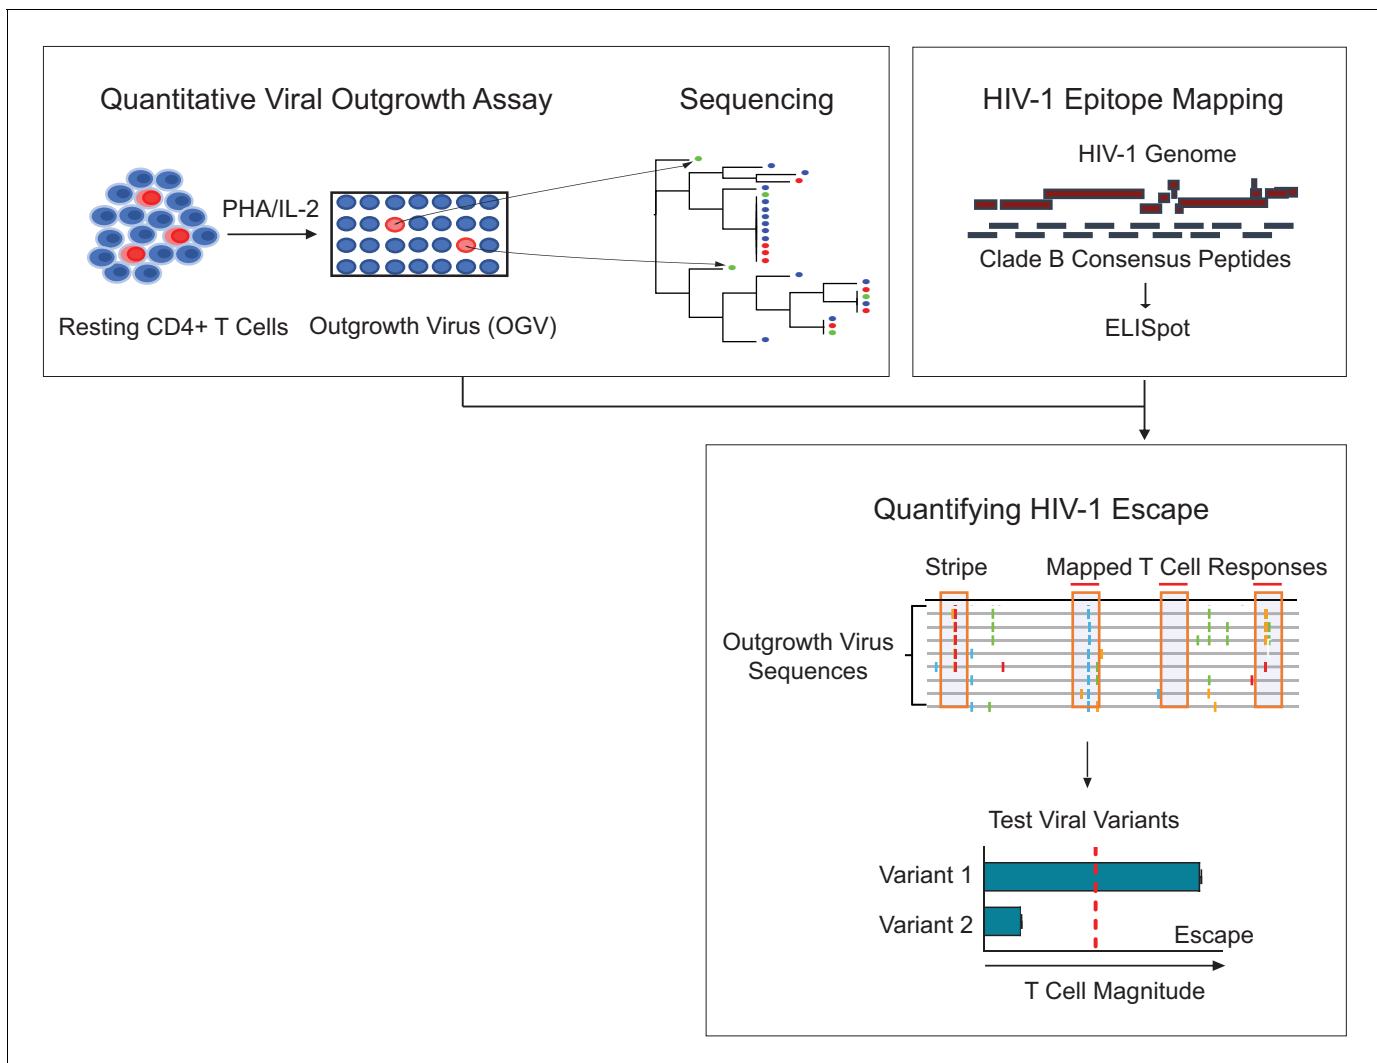 Quantitative Viral Outgrowth Assay
Sequencing
PHA/IL-2
Resting CD4+ T Cells
Outgrowth Virus (OGV)
HIV-1 Epitope Mapping
HIV-1 Genome
Clade B Consensus Peptides
ELISpot
Quantifying HIV-1 Escape
Stripe
Mapped T Cell Responses
Outgrowth Virus
Sequences
Test Viral Variants
Variant 1
Variant 2
Escape
T Cell Magnitude